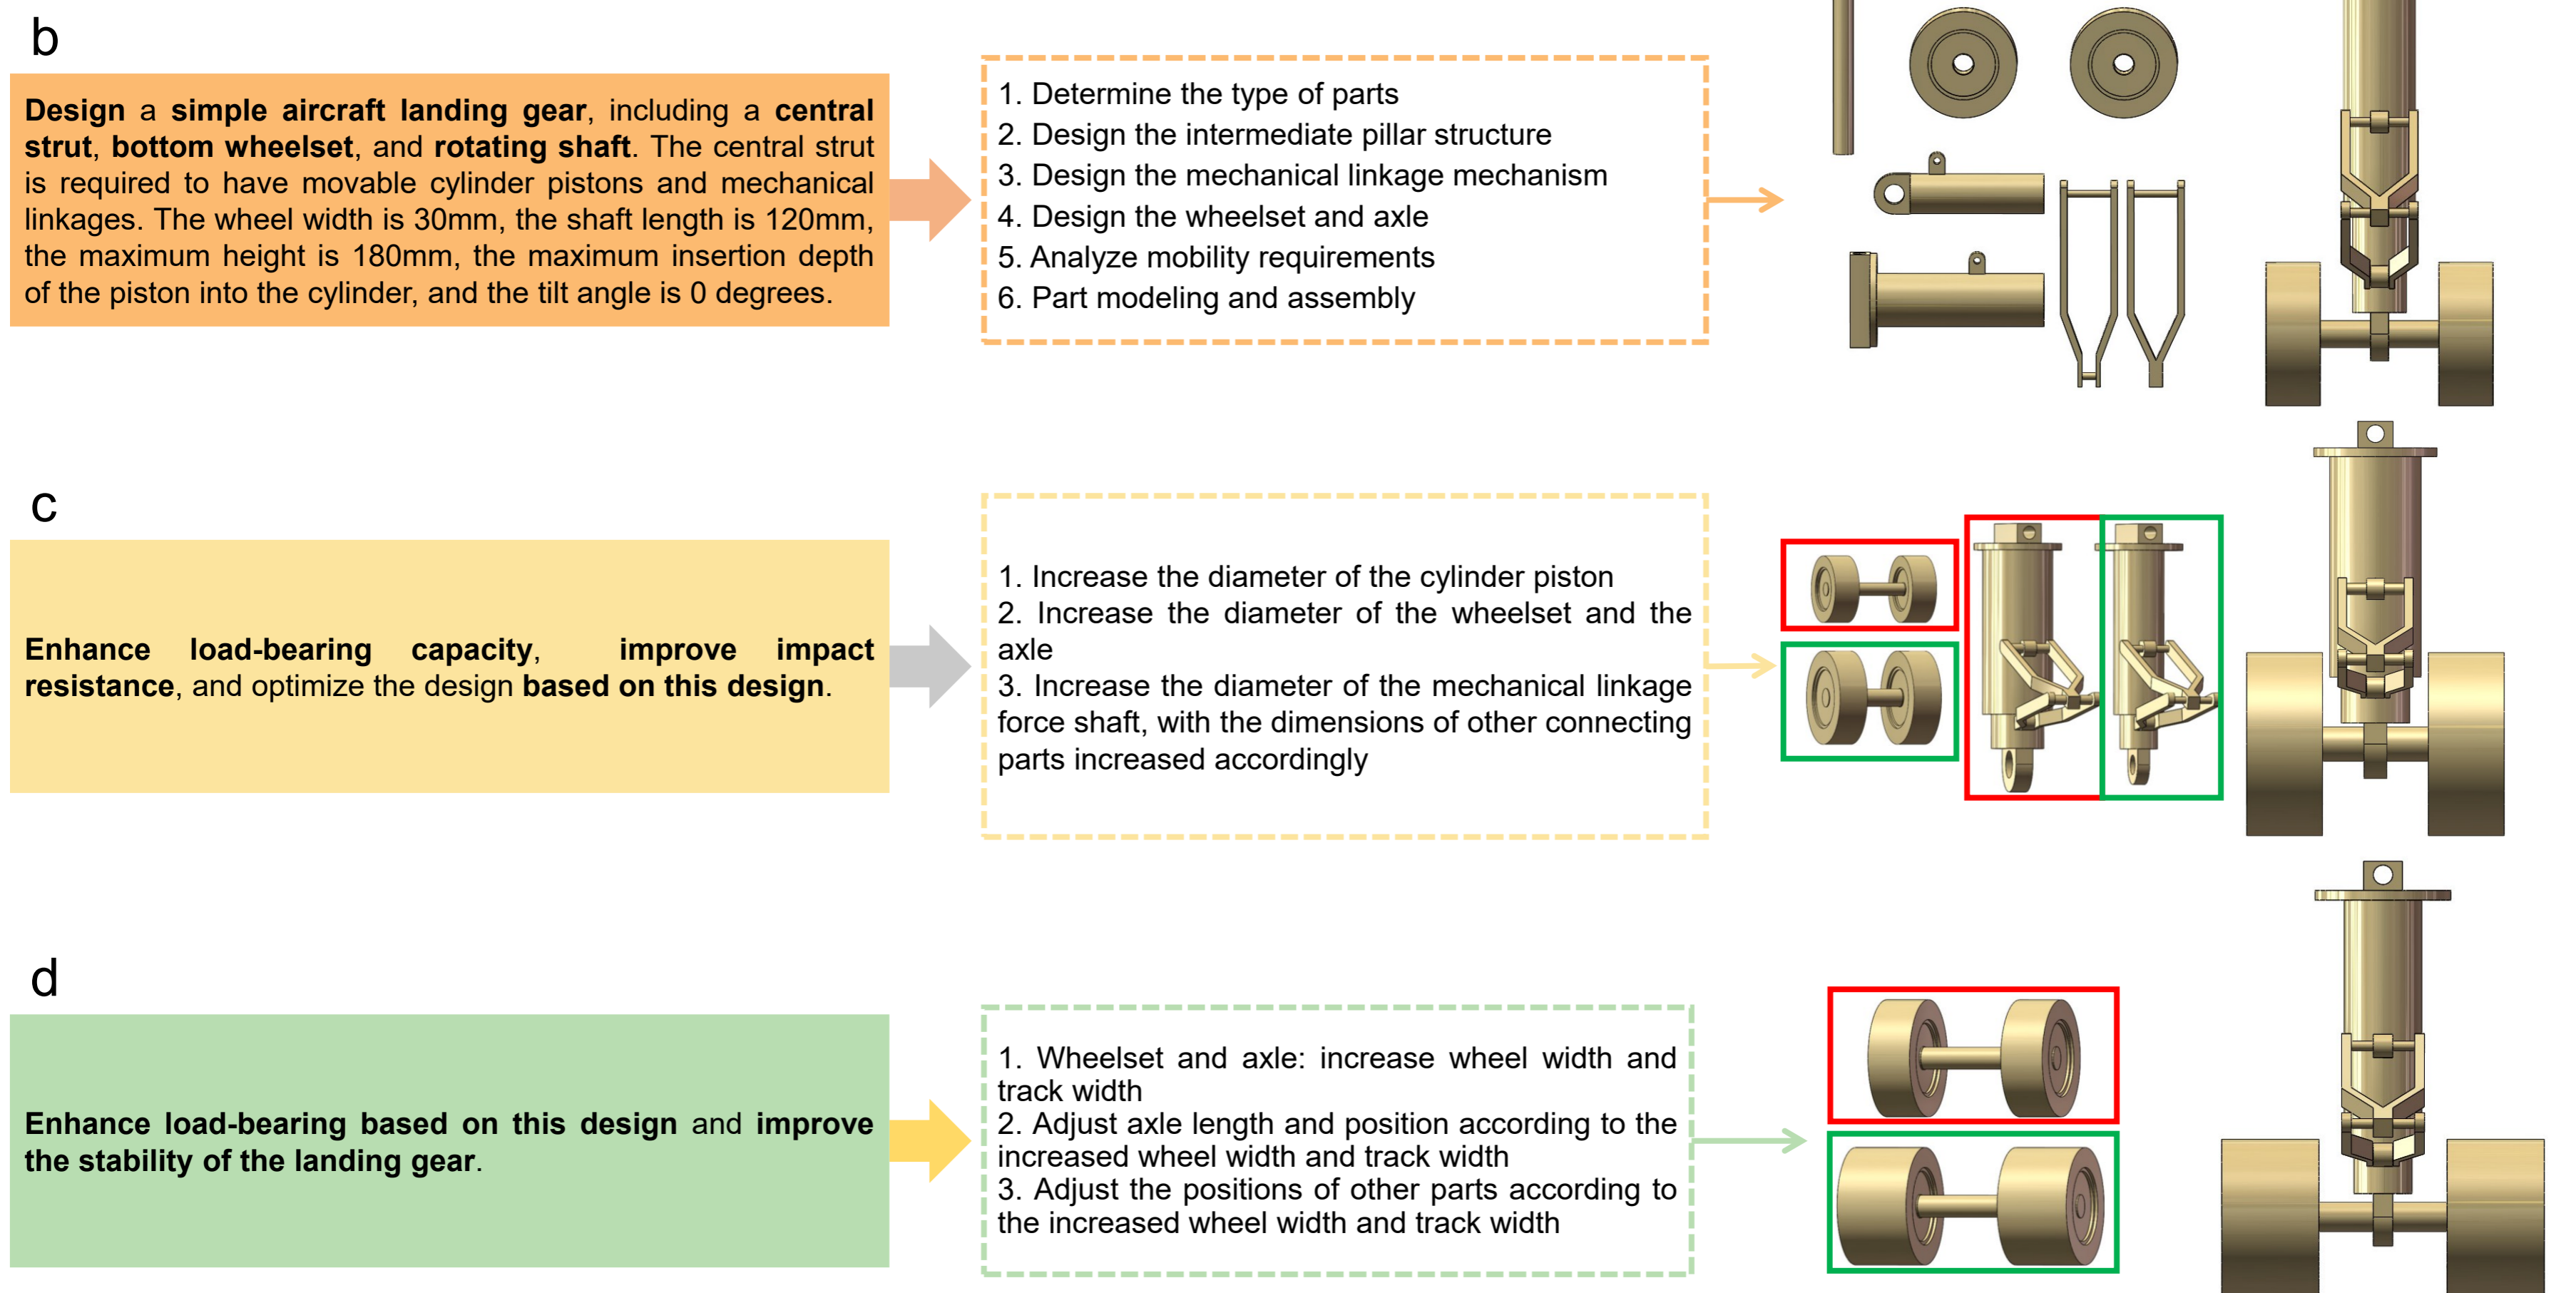 b
Design a simple aircraft landing gear, including a central
strut, bottom wheelset, and rotating shaft. The central strut
is required to have movable cylinder pistons and mechanical
linkages. The wheel width is 30mm, the shaft length is 120mm,
the maximum height is 180mm, the maximum insertion depth
of the piston into the cylinder, and the tilt angle is 0 degrees.
1. Determine the type of parts
2. Design the intermediate pillar structure
3. Design the mechanical linkage mechanism
4. Design the wheelset and axle
5. Analyze mobility requirements
6. Part modeling and assembly
c
Enhance load-bearing capacity, improve impact
resistance, and optimize the design based on this design.
1. Increase the diameter of the cylinder piston
2. Increase the diameter of the wheelset and the
axle
3. Increase the diameter of the mechanical linkage
force shaft, with the dimensions of other connecting
parts increased accordingly
d
Enhance load-bearing based on this design and improve
the stability of the landing gear.
1. Wheelset and axle: increase wheel width and
track width
2. Adjust axle length and position according to the
increased wheel width and track width
3. Adjust the positions of other parts according to
the increased wheel width and track width